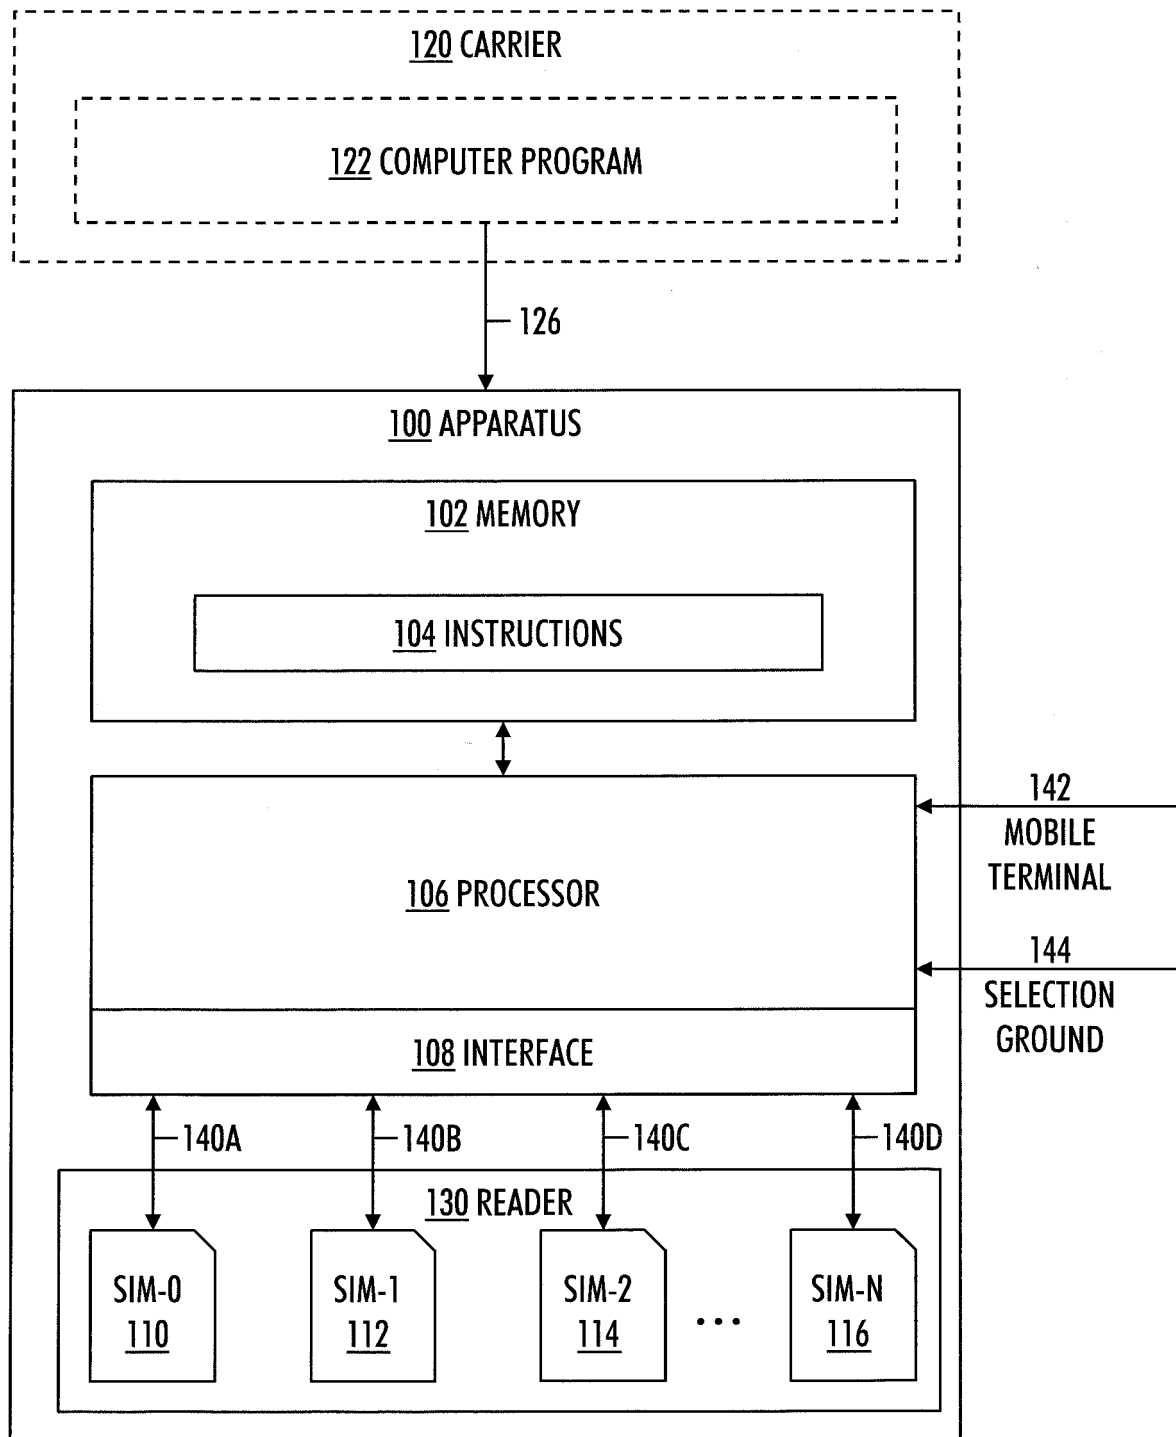 120 CARRIER
122 COMPUTER PROGRAM
126
100 APPARATUS
102 MEMORY
104 INSTRUCTIONS
142
MOBILE
TERMINAL
106 PROCESSOR
144
SELECTION
GROUND
108 INTERFACE
140A
140B
140C
140D
130 READER
SIM-0
110
SIM-1
112
SIM-2
114
...
SIM-N
116